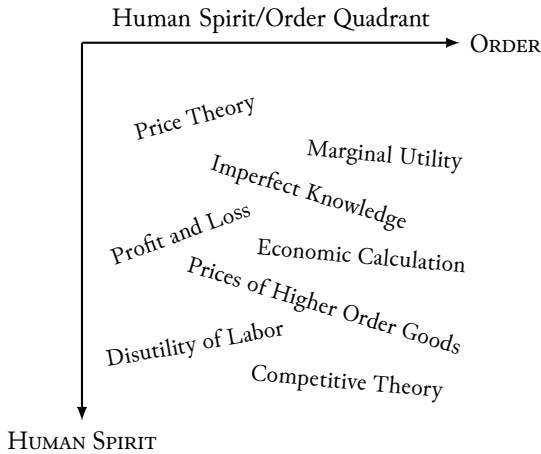 Human Spirit/Order Quadrant
ORDER
Price Theory
Marginal Utility
Imperfect Knowledge
Profit and Loss
Economic Calculation
Prices of Higher Order Goods
Disutility of Labor
Competitive Theory
HUMAN SPIRIT